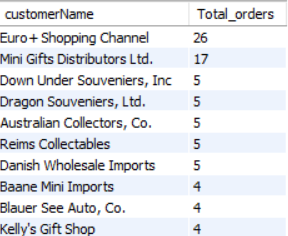 customerName Total_orders
Euro+ Shopping Channel 26
Mini Gifts Distributors Ltd. 17
Down Under Souveniers, Inc 5
Dragon Souveniers, Ltd. 5
Australian Collectors, Co. 5
Reims Collectables 5
Danish Wholesale Imports 5
Baane Mini Imports 4
Blauer See Auto, Co. 4
Kelly's Gift Shop 4